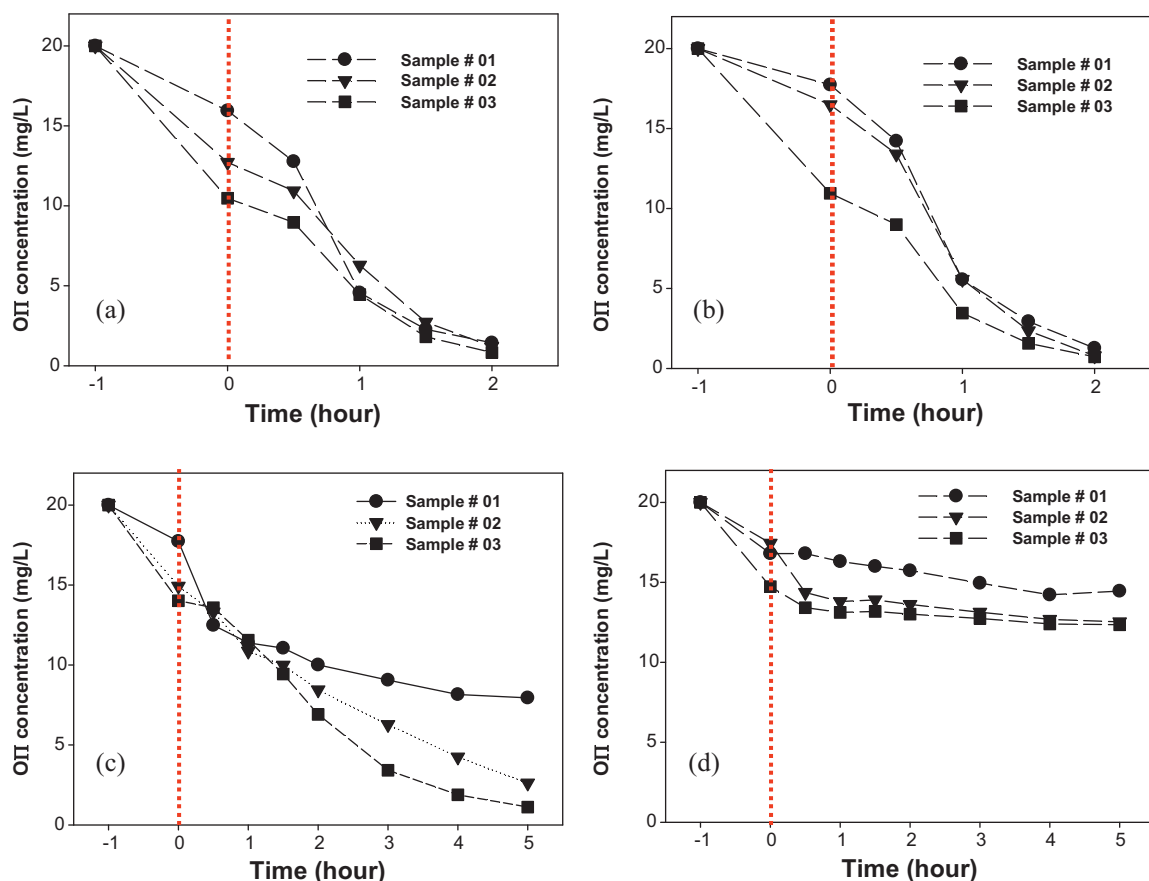 Sample # 01
Sample # 02
Sample # 03
OII concentration (mg/L)
20
15
10
5
0
(a)
-1 0 1 2
Time (hour)
Sample # 01
Sample # 02
Sample # 03
OII concentration (mg/L)
20
15
10
5
0
(b)
-1 0 1 2
Time (hour)
Sample # 01
Sample # 02
Sample # 03
OII concentration (mg/L)
20
15
10
5
0
(c)
-1 0 1 2 3 4 5
Time (hour)
Sample # 01
Sample # 02
Sample # 03
OII concentration (mg/L)
20
15
10
5
0
(d)
-1 0 1 2 3 4 5
Time (hour)